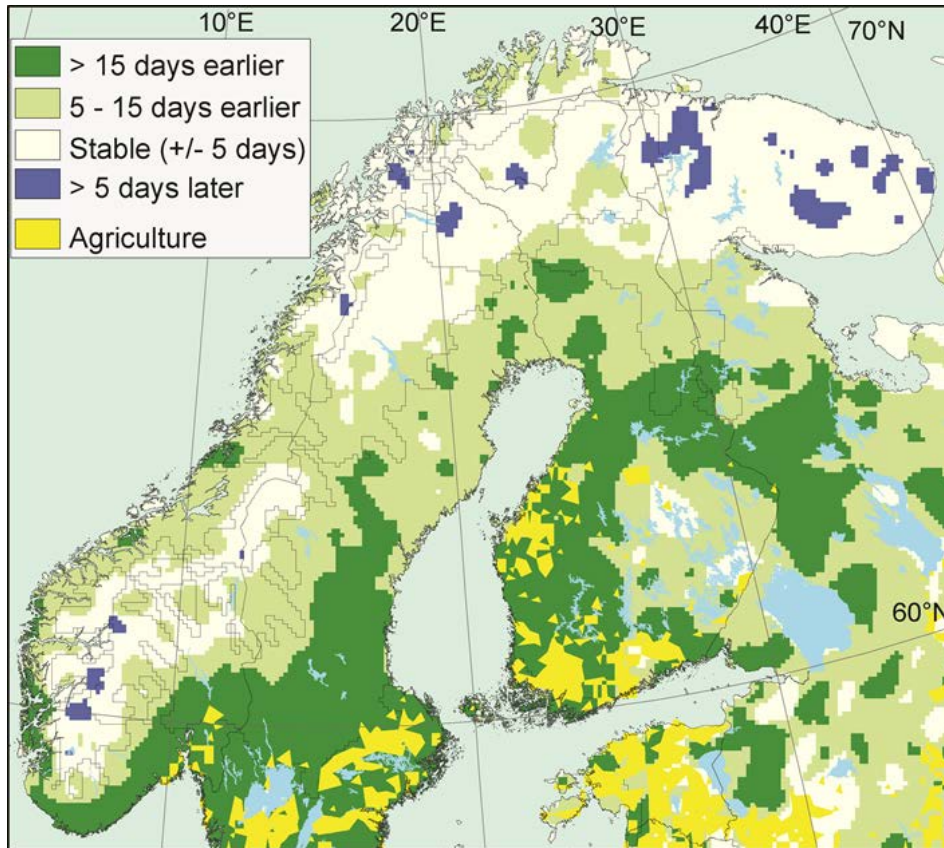 10°E
20°E
30°E
40°E
70°N
> 15 days earlier
5 - 15 days earlier
Stable (+/- 5 days)
> 5 days later
Agriculture
60°N